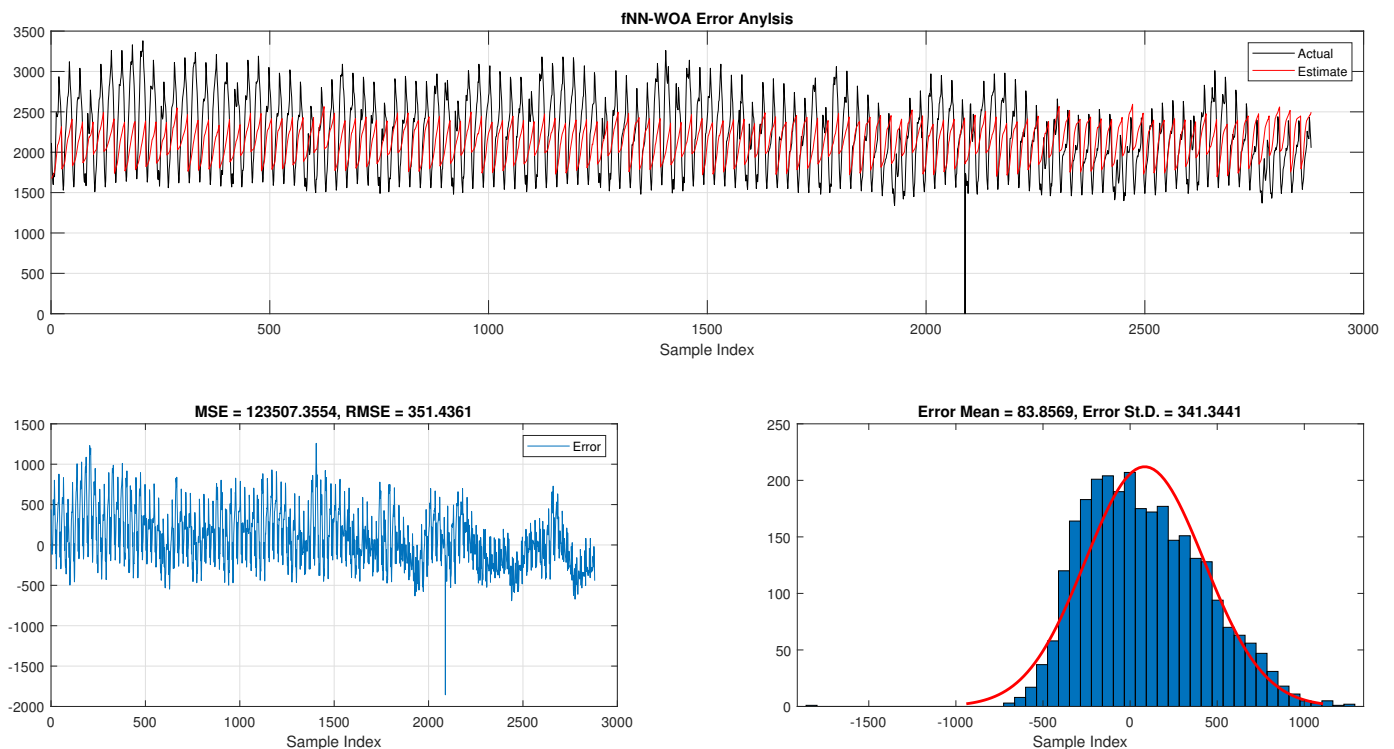 fNN-WOA Error Anylsis
3500
3000
2500
2000
1500
1000
500
0
Actual
Estimate
0 500 1000 1500 2000 2500 3000
Sample Index
MSE = 123507.3554, RMSE = 351.4361
1500
1000
500
0
-500
-1000
-1500
-2000
Error
0 500 1000 1500 2000 2500 3000
Sample Index
Error Mean = 83.8569, Error St.D. = 341.3441
250
200
150
100
50
0
-1500 -1000 -500 0 500 1000
Sample Index